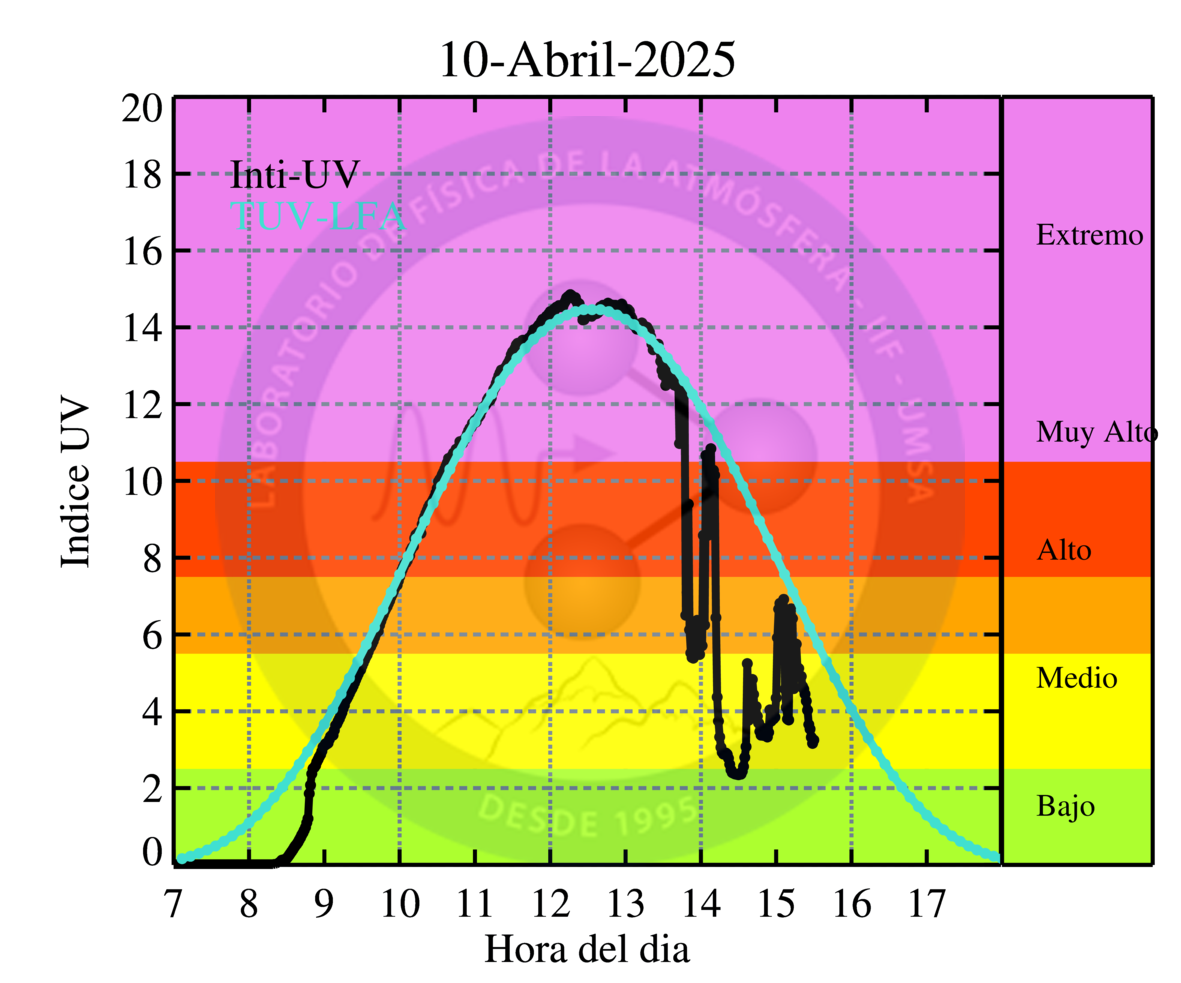 10-Abril-2025
Inti-UV
TUV-LFA
LABORATORIO DE FÍSICA DE LA ATMÓSFERA - IIF - UMSA
DESDE 1995
Indice UV
20
18
16
14
12
10
8
6
4
2
0
7 8 9 10 11 12 13 14 15 16 17
Hora del dia
Extremo
Muy Alto
Alto
Medio
Bajo